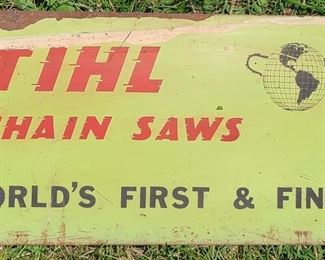 TIHL
HAIN SAWS
ORLD'S FIRST & FIN